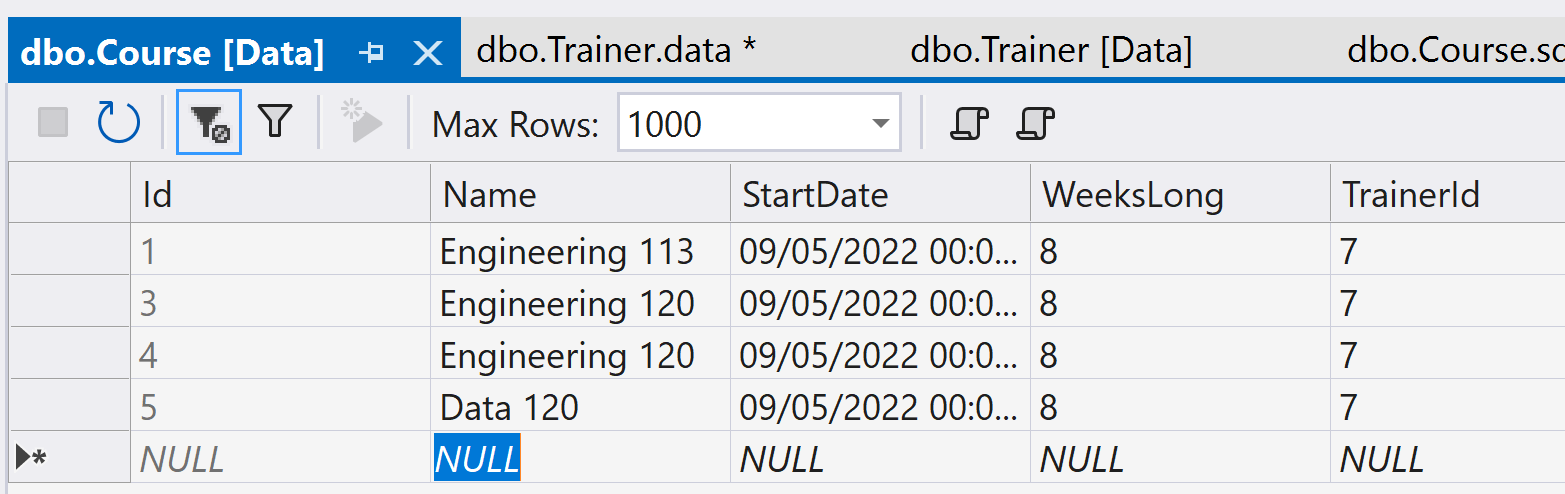 dbo.Course [Data] dbo.Trainer.data * dbo.Trainer [Data] dbo.Course.sc
Max Rows: 1000
Id Name StartDate WeeksLong TrainerId
1 Engineering 113 09/05/2022 00:0... 8 7
3 Engineering 120 09/05/2022 00:0... 8 7
4 Engineering 120 09/05/2022 00:0... 8 7
5 Data 120 09/05/2022 00:0... 8 7
NULL NULL NULL NULL NULL